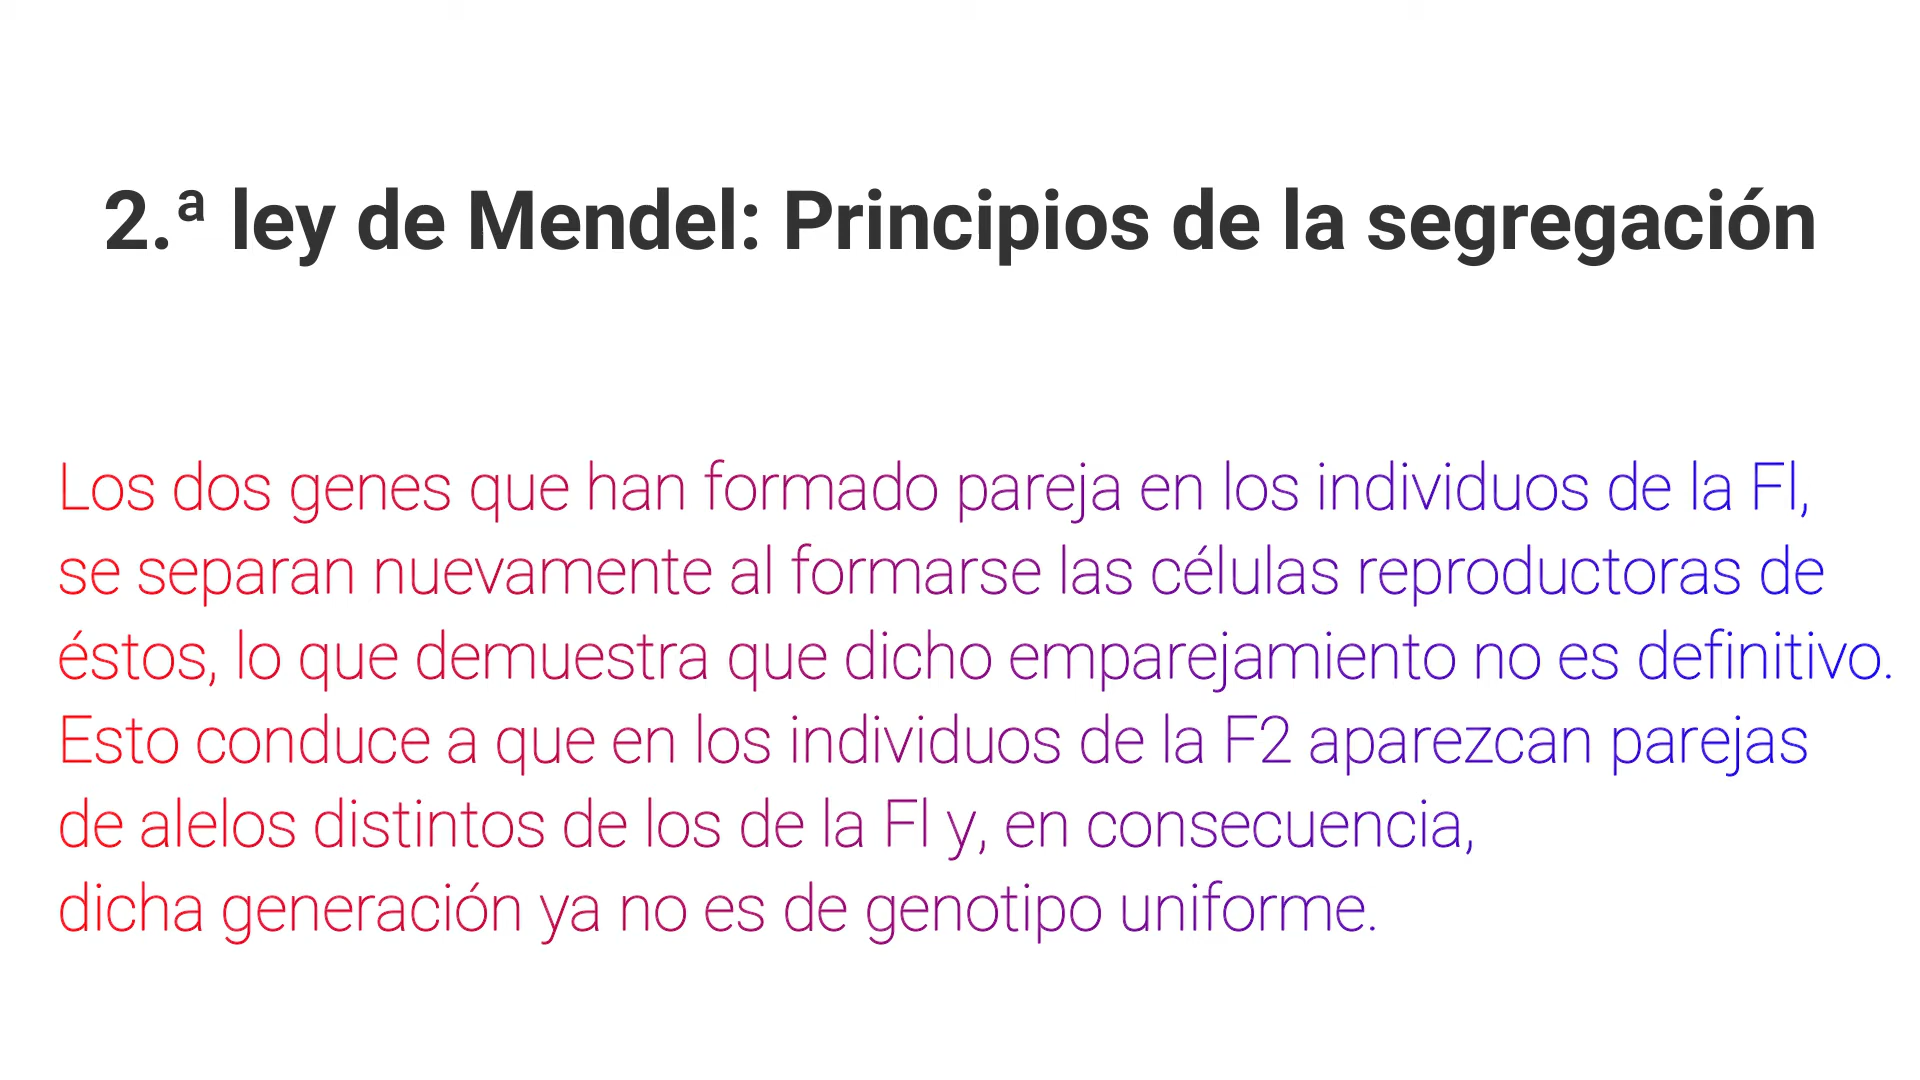 2.ª ley de Mendel: Principios de la segregación
Los dos genes que han formado pareja en los individuos de la Fl,
se separan nuevamente al formarse las células reproductoras de
éstos, lo que demuestra que dicho emparejamiento no es definitivo.
Esto conduce a que en los individuos de la F2 aparezcan parejas
de alelos distintos de los de la Fl y, en consecuencia,
dicha generación ya no es de genotipo uniforme.